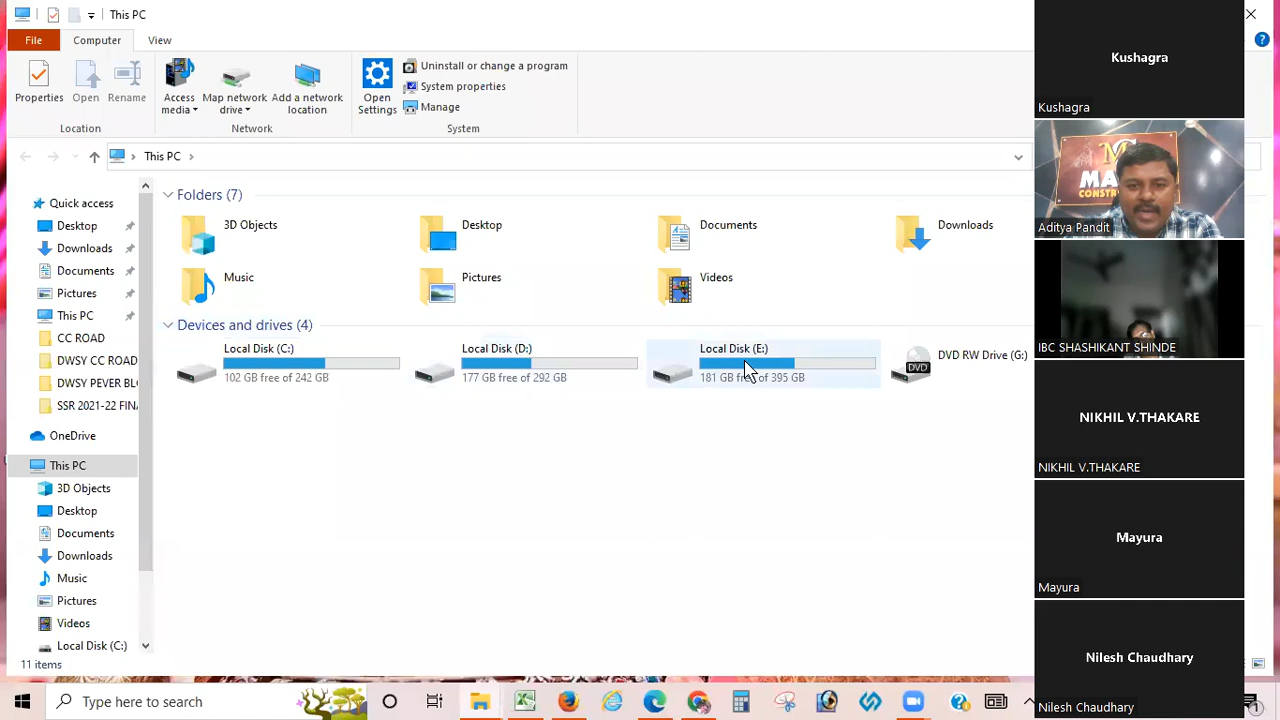 This PC
File
Computer
View
Properties
Open
Rename
Access media
Map network drive
Add a network location
Open Settings
Uninstall or change a program
System properties
Manage
Location
Network
System
This PC
Quick access
Desktop
Downloads
Documents
Pictures
This PC
CC ROAD
DWSY CC ROAD
DWSY PEVER BL
SSR 2021-22 FIN
OneDrive
This PC
3D Objects
Desktop
Documents
Downloads
Music
Pictures
Videos
Local Disk (C:)
11 items
Folders (7)
3D Objects
Desktop
Documents
Downloads
Music
Pictures
Videos
Devices and drives (4)
Local Disk (C:)
102 GB free of 242 GB
Local Disk (D:)
177 GB free of 292 GB
Local Disk (E:)
181 GB free of 395 GB
DVD RW Drive (G:)
DVD
Type here to search
Kushagra
Kushagra
CONSTR
Aditya Pandit
IBC SHASHIKANT SHINDE
NIKHIL V.THAKARE
NIKHIL V.THAKARE
Mayura
Mayura
Nilesh Chaudhary
Nilesh Chaudhary